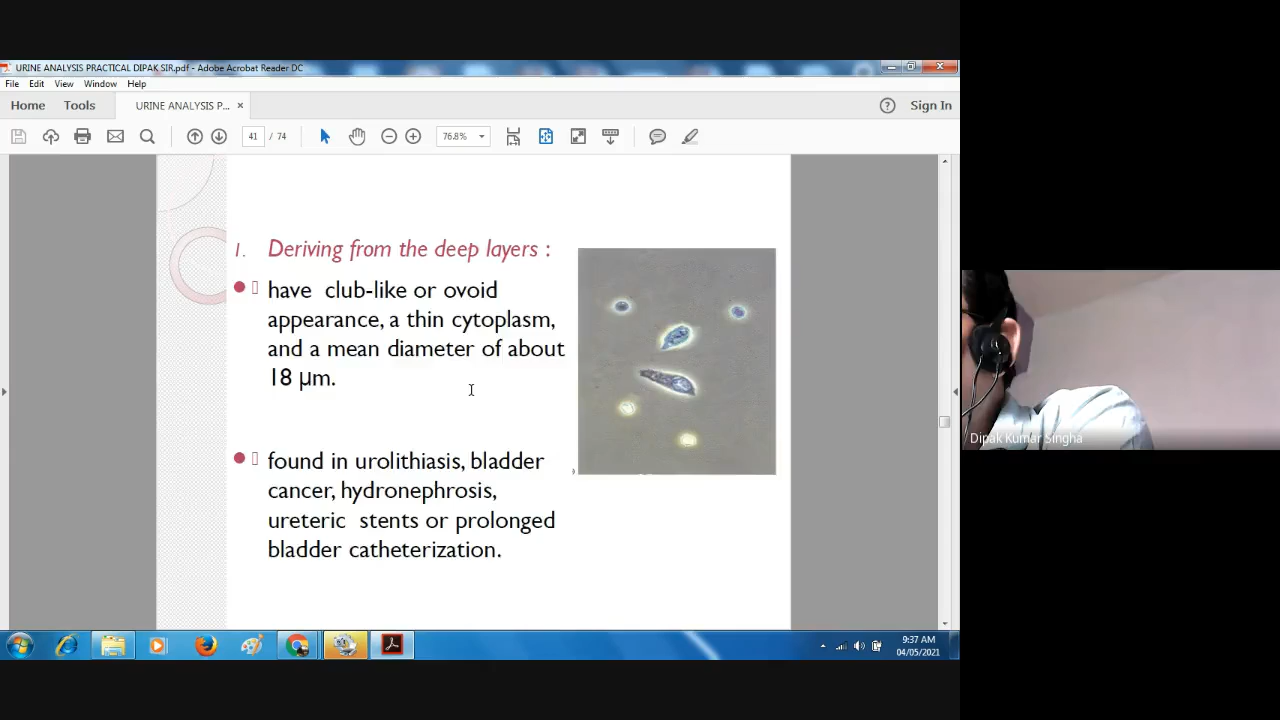 URINE ANALYSIS PRACTICAL DIPAK SIR.pdf - Adobe Acrobat Reader DC
File Edit View Window Help
Home Tools URINE ANALYSIS P... × ? Sign In
41 / 74 76.8%
1. Deriving from the deep layers :
have club-like or ovoid
appearance, a thin cytoplasm,
and a mean diameter of about
18 µm.
found in urolithiasis, bladder
cancer, hydronephrosis,
ureteric stents or prolonged
bladder catheterization.
Dipak Kumar Singha
9:37 AM
04/05/2021